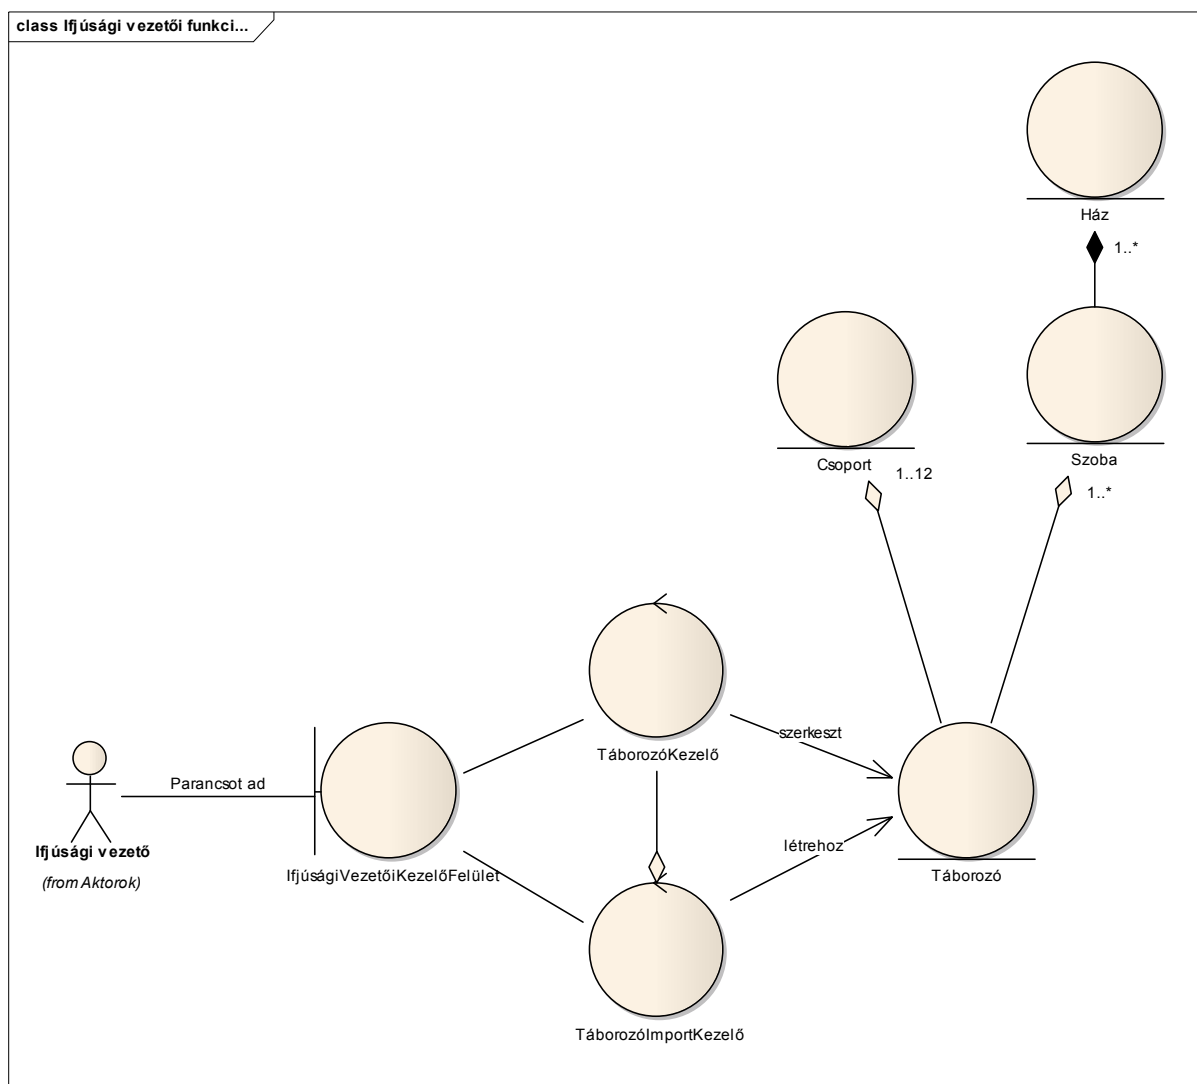 class Ifjúsági vezetői funkci...
Ház
1..*
Csoport
Szoba
1..12
1..*
TáborozóKezelő
szerkeszt
Parancsot ad
létrehoz
Ifjúsági vezető
(from Aktorok)
IfjúságiVezetőiKezelőFelület
Táborozó
TáborozóImportKezelő